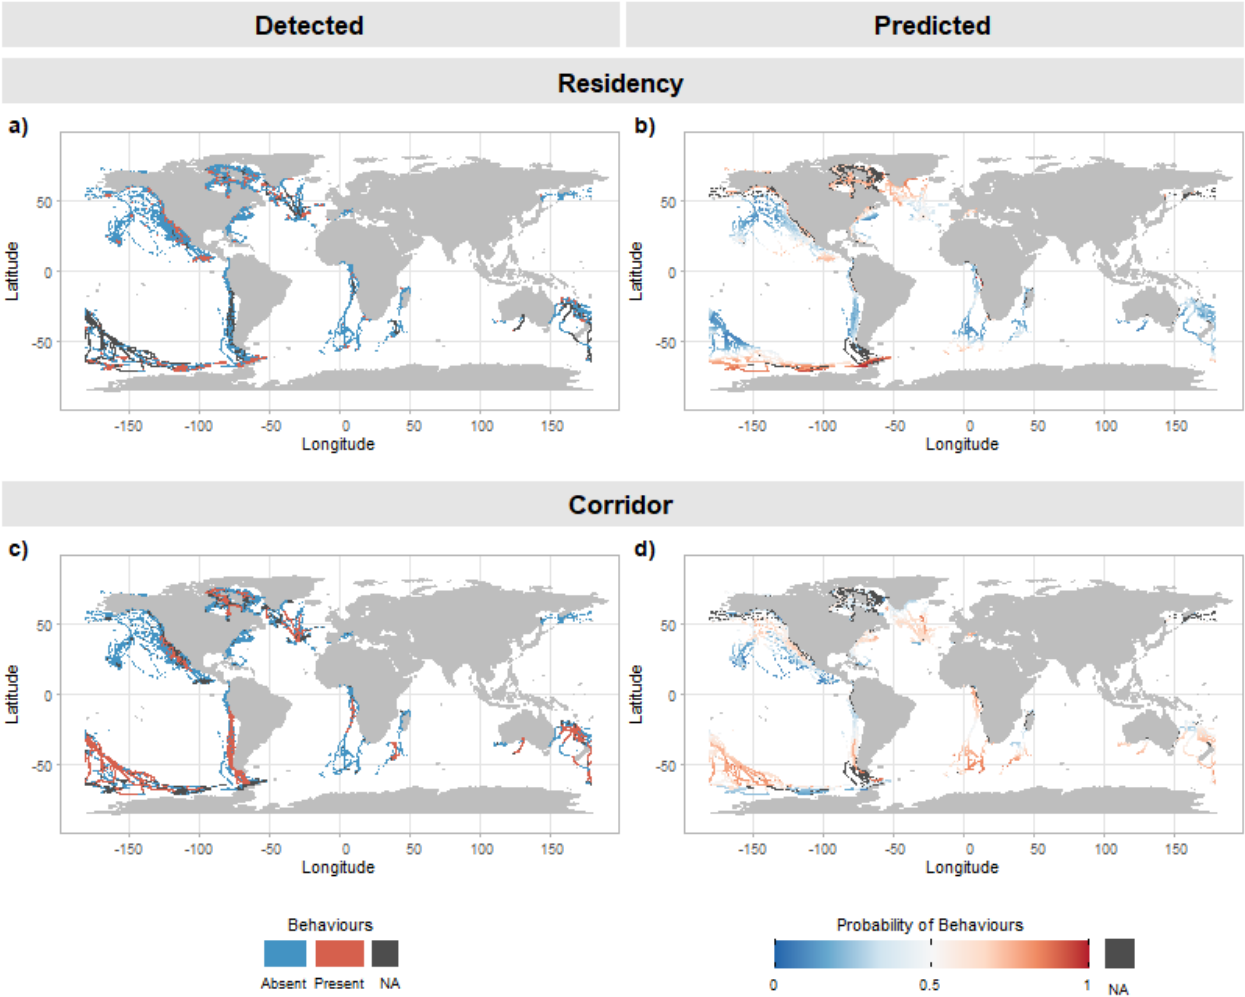 Detected
Predicted
Residency
a)
b)
50
0
-50
Latitude
-150 -100 -50 0 50 100 150
Longitude
50
0
-50
Latitude
-150 -100 -50 0 50 100 150
Longitude
Corridor
c)
d)
50
0
-50
Latitude
-150 -100 -50 0 50 100 150
Longitude
50
0
-50
Latitude
-150 -100 -50 0 50 100 150
Longitude
Behaviours
Absent Present NA
Probability of Behaviours
0 0.5 1 NA